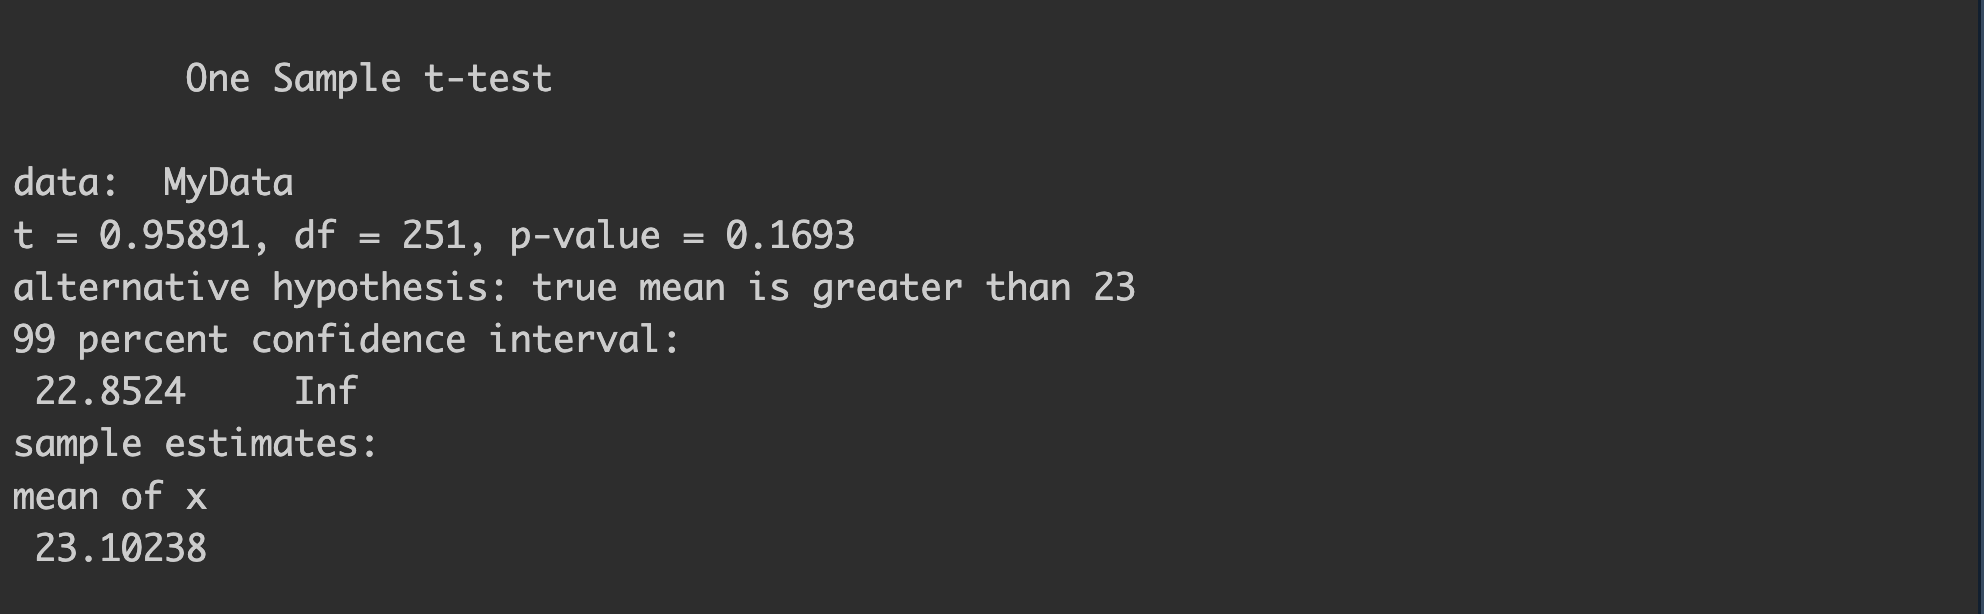 One Sample t-test
data:  MyData
t = 0.95891, df = 251, p-value = 0.1693
alternative hypothesis: true mean is greater than 23
99 percent confidence interval:
 22.8524     Inf
sample estimates:
mean of x
 23.10238